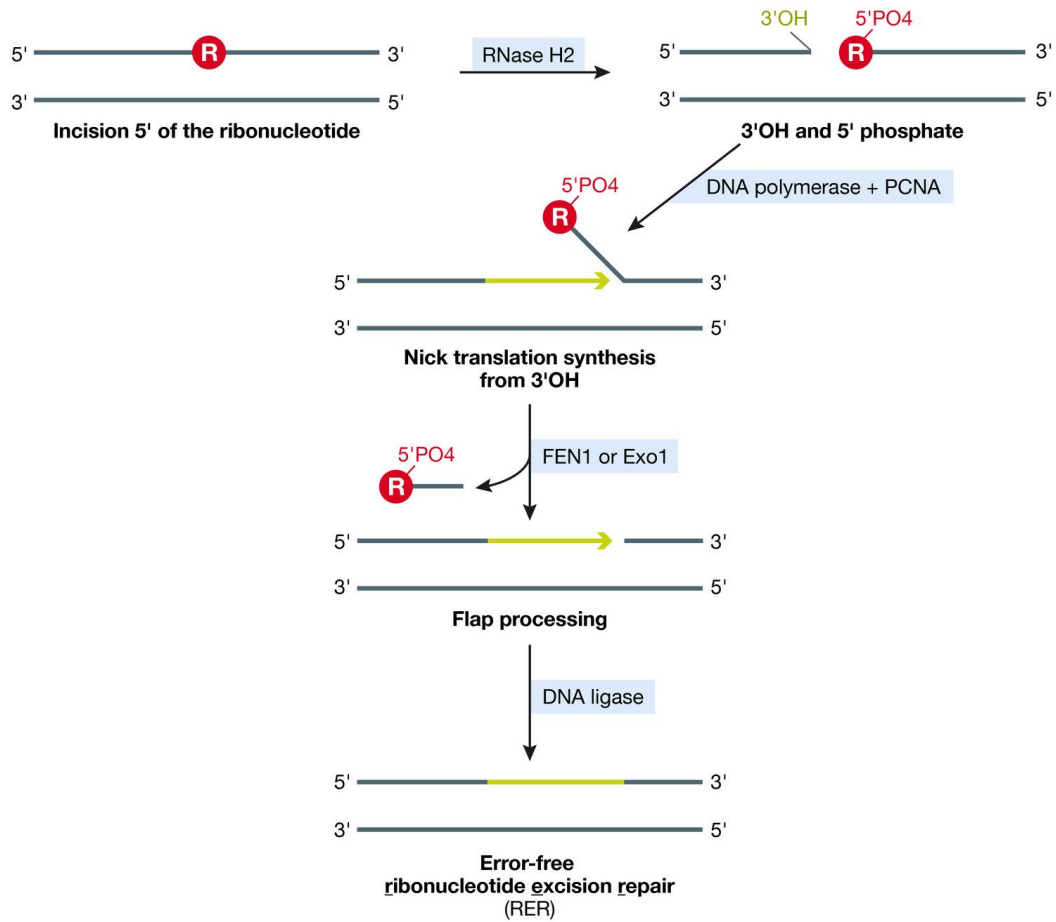 3'OH 5'PO4
5' R 3' RNase H2 5' R 3'
3' 5' 3' 5'
Incision 5' of the ribonucleotide 3'OH and 5' phosphate
DNA polymerase + PCNA
5'PO4
R
5' 3'
3' 5'
Nick translation synthesis
from 3'OH
FEN1 or Exo1
5'PO4
R
5' 3'
3' 5'
Flap processing
DNA ligase
5' 3'
3' 5'
Error-free
ribonucleotide excision repair
(RER)